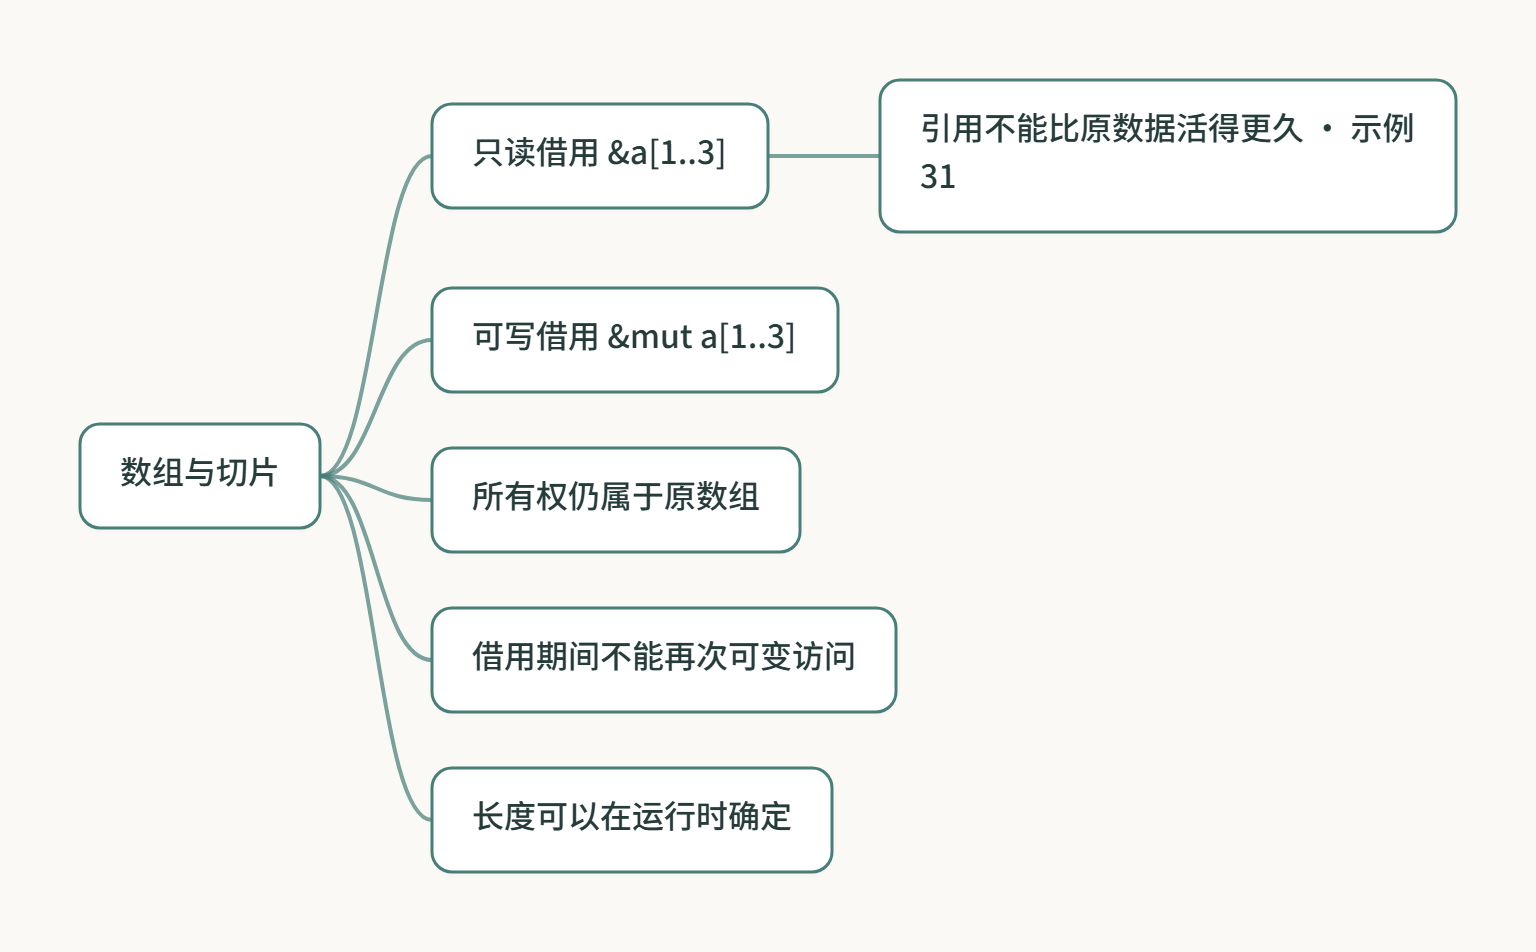 数组与切片
只读借用 &a[1..3]
引用不能比原数据活得更久 · 示例
31
可写借用 &mut a[1..3]
所有权仍属于原数组
借用期间不能再次可变访问
长度可以在运行时确定